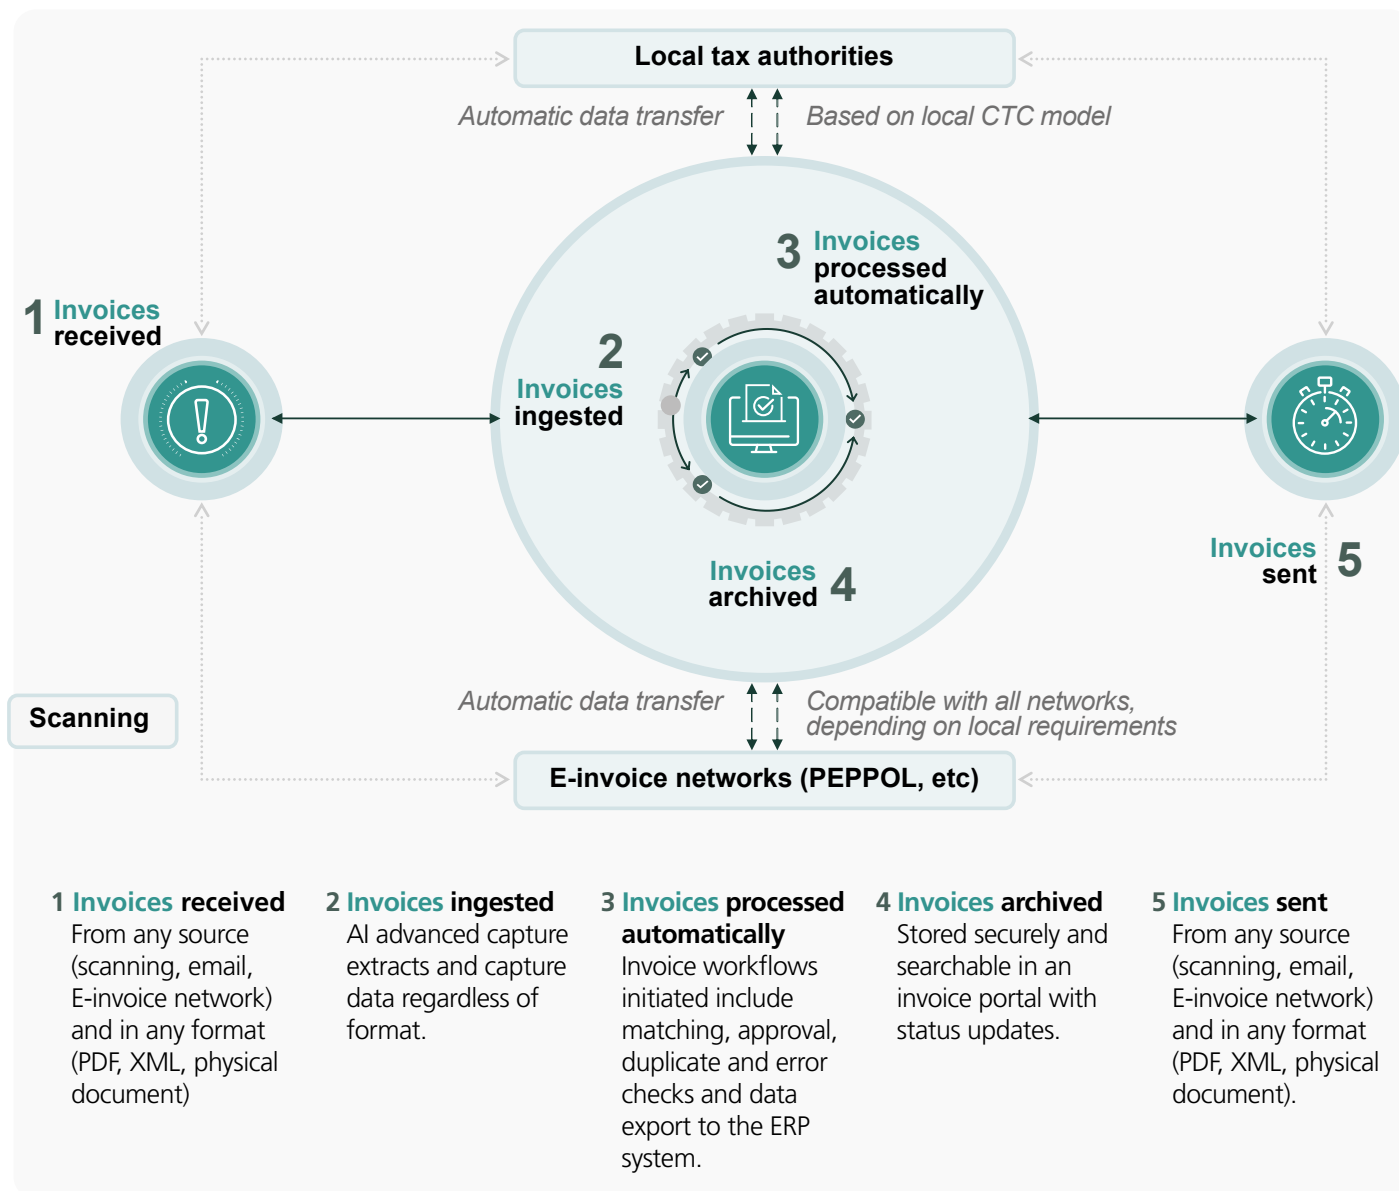 Local tax authorities
Automatic data transfer
Based on local CTC model
1 Invoices
received
2
Invoices
ingested
3 Invoices
processed
automatically
Invoices
archived 4
Invoices
sent 5
Automatic data transfer
Compatible with all networks,
depending on local requirements
Scanning
E-invoice networks (PEPPOL, etc)
1 Invoices received
From any source
(scanning, email,
E-invoice network)
and in any format
(PDF, XML, physical
document)
2 Invoices ingested
AI advanced capture
extracts and capture
data regardless of
format.
3 Invoices processed
automatically
Invoice workflows
initiated include
matching, approval,
duplicate and error
checks and data
export to the ERP
system.
4 Invoices archived
Stored securely and
searchable in an
invoice portal with
status updates.
5 Invoices sent
From any source
(scanning, email,
E-invoice network)
and in any format
(PDF, XML, physical
document).